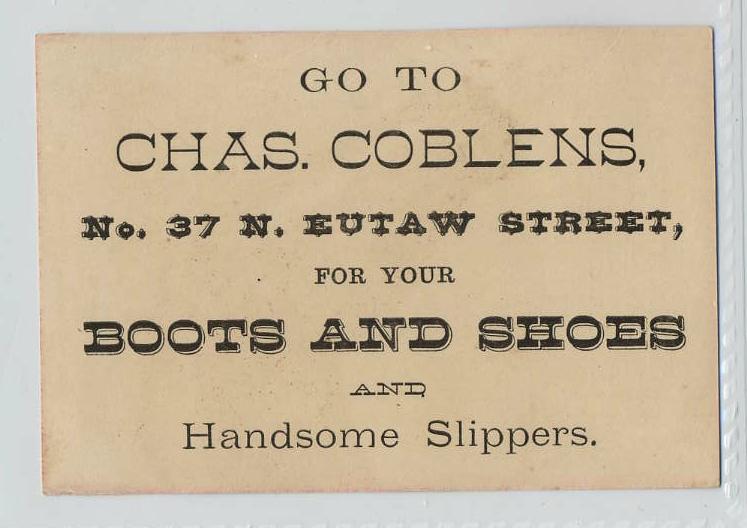 GO TO
CHAS. COBLENS,
No. 37 N. EUTAW STREET,
FOR YOUR
BOOTS AND SHOES
AND
Handsome Slippers.